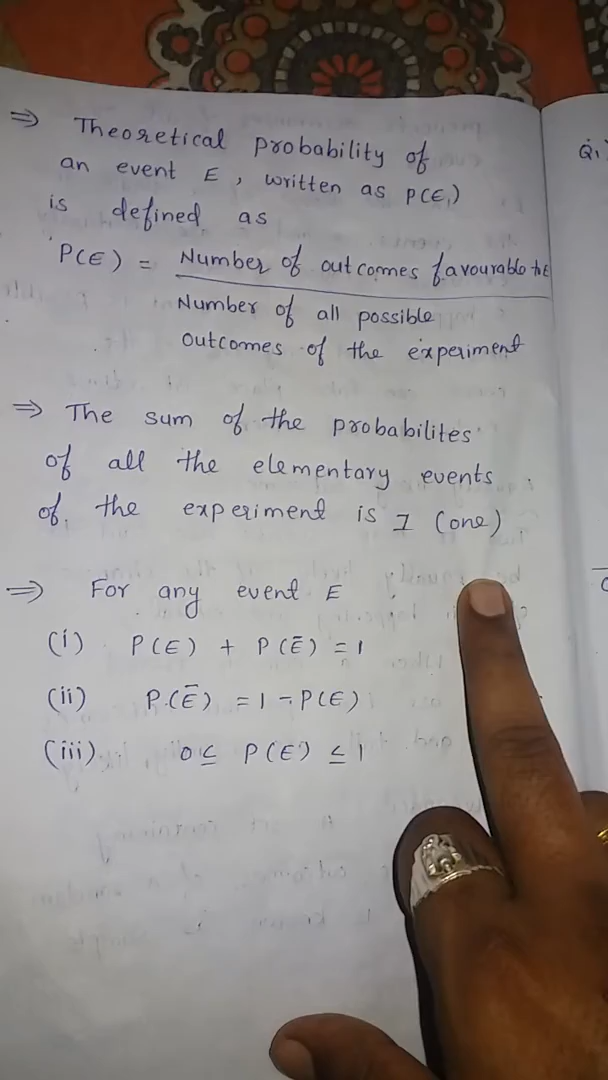 ⇒ Theoretical probability of
an event E, written as P(E)
is defined as
P(E) = Number of outcomes favourable to E
Number of all possible
outcomes of the experiment
⇒ The sum of the probabilites
of all the elementary events
of the experiment is 1 (one)
⇒ For any event E
(i) P(E) + P(Ē) = 1
(ii) P(Ē) = 1 - P(E)
(iii) 0 ≤ P(E) ≤ 1
Q1)